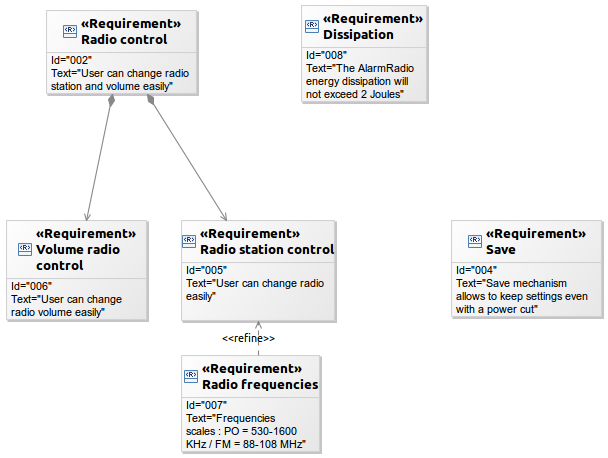 «Requirement»
Radio control
Id="002"
Text="User can change radio
station and volume easily"
«Requirement»
Dissipation
Id="008"
Text="The AlarmRadio
energy dissipation will
not exceed 2 Joules"
«Requirement»
Volume radio
control
Id="006"
Text="User can change
radio volume easily"
«Requirement»
Radio station control
Id="005"
Text="User can change radio
easily"
«Requirement»
Save
Id="004"
Text="Save mechanism
allows to keep settings even
with a power cut"
<<refine>>
«Requirement»
Radio frequencies
Id="007"
Text="Frequencies
scales : PO = 530-1600
KHz / FM = 88-108 MHz"